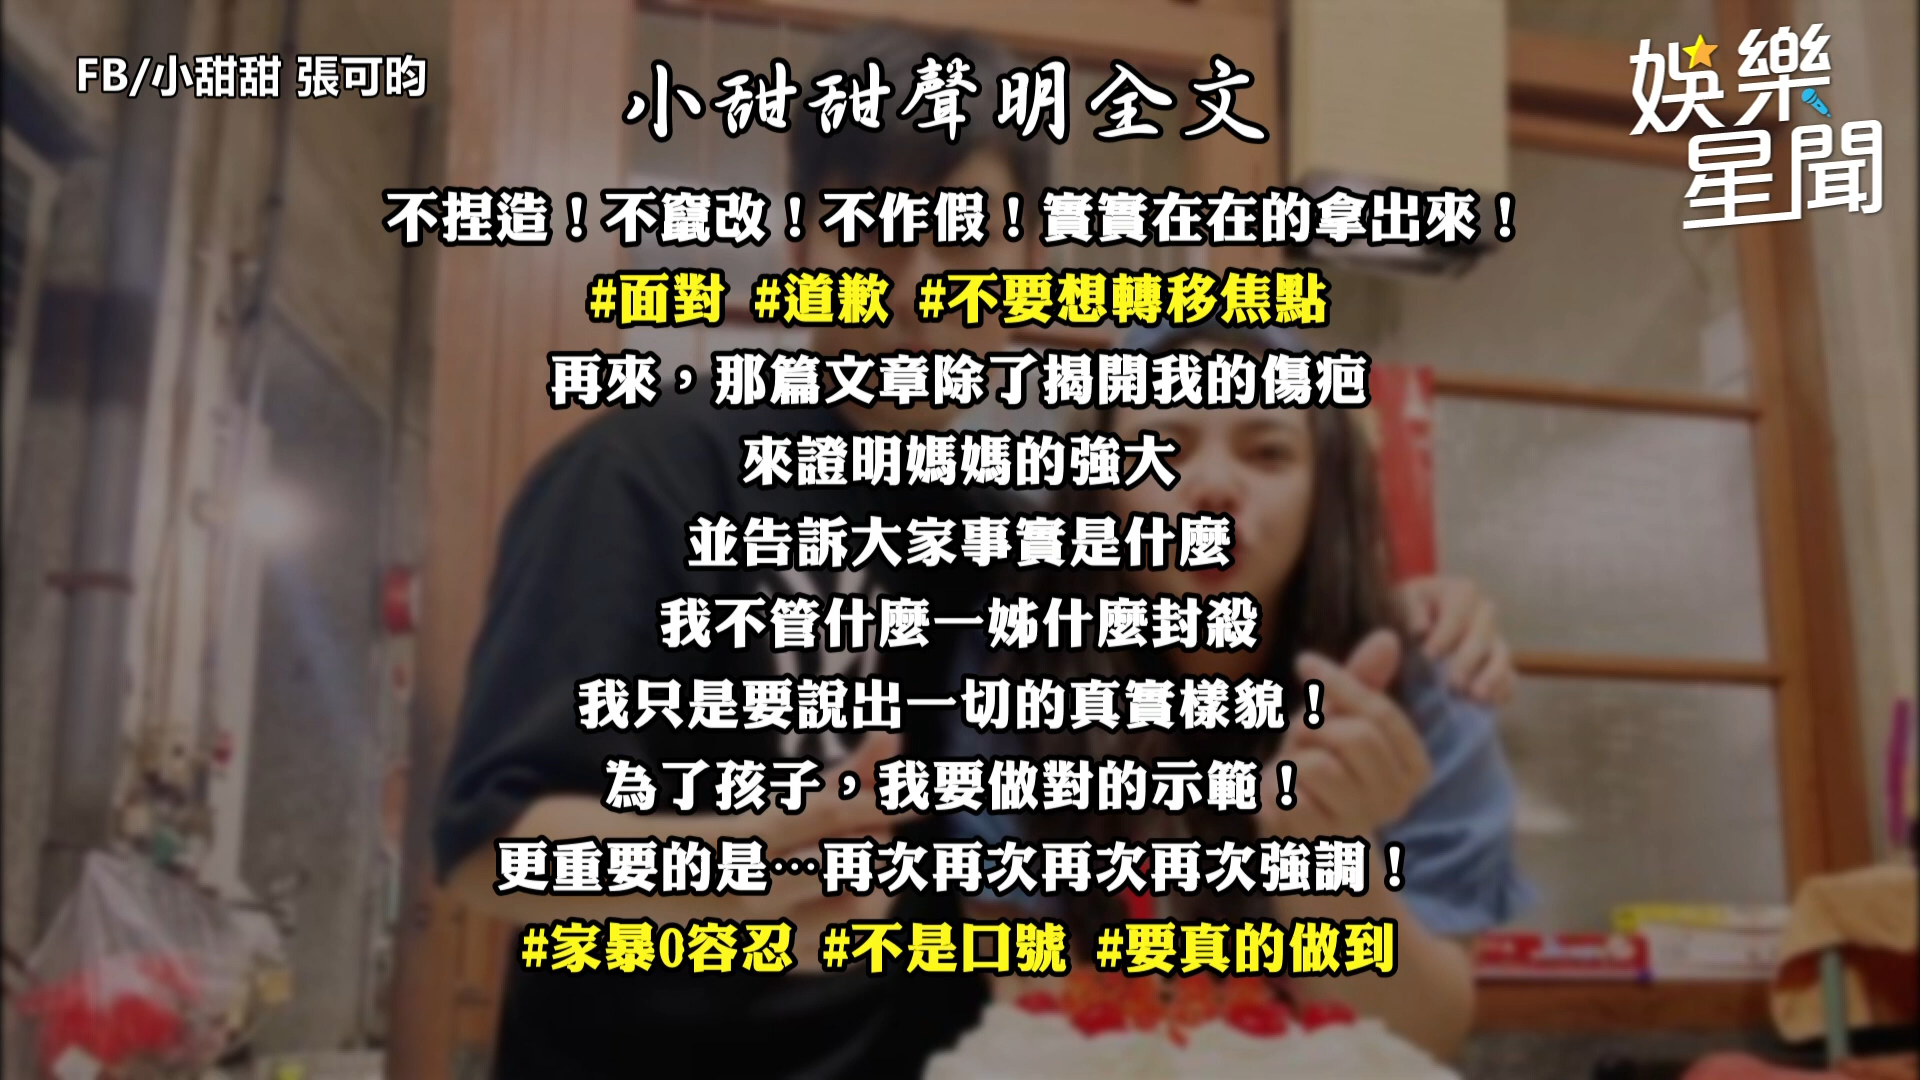 FB/小甜甜 張可昀
小甜甜聲明全文
娛樂
星聞
不捏造！不竄改！不作假！實實在在的拿出來！
#面對 #道歉 #不要想轉移焦點
再來，那篇文章除了揭開我的傷疤
來證明媽媽的強大
並告訴大家事實是什麼
我不管什麼一姊什麼封殺
我只是要說出一切的真實樣貌！
為了孩子，我要做對的示範！
更重要的是…再次再次再次再次強調！
#家暴0容忍 #不是口號 #要真的做到